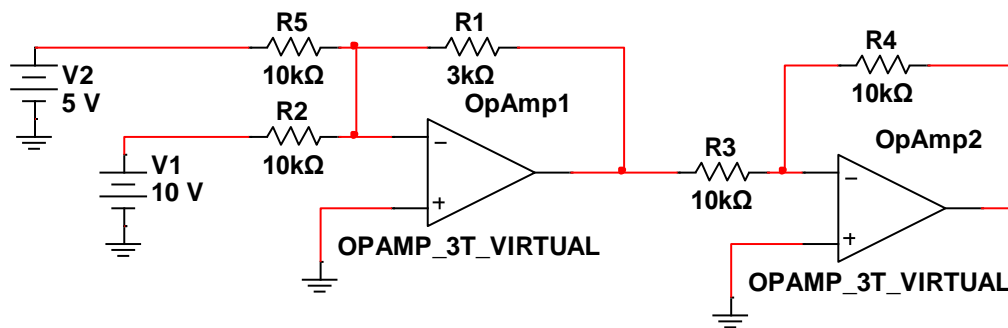 R5
10kΩ
R1
3kΩ
V2
5 V
R2
10kΩ
V1
10 V
OpAmp1
OPAMP_3T_VIRTUAL
R3
10kΩ
R4
10kΩ
OpAmp2
OPAMP_3T_VIRTUAL